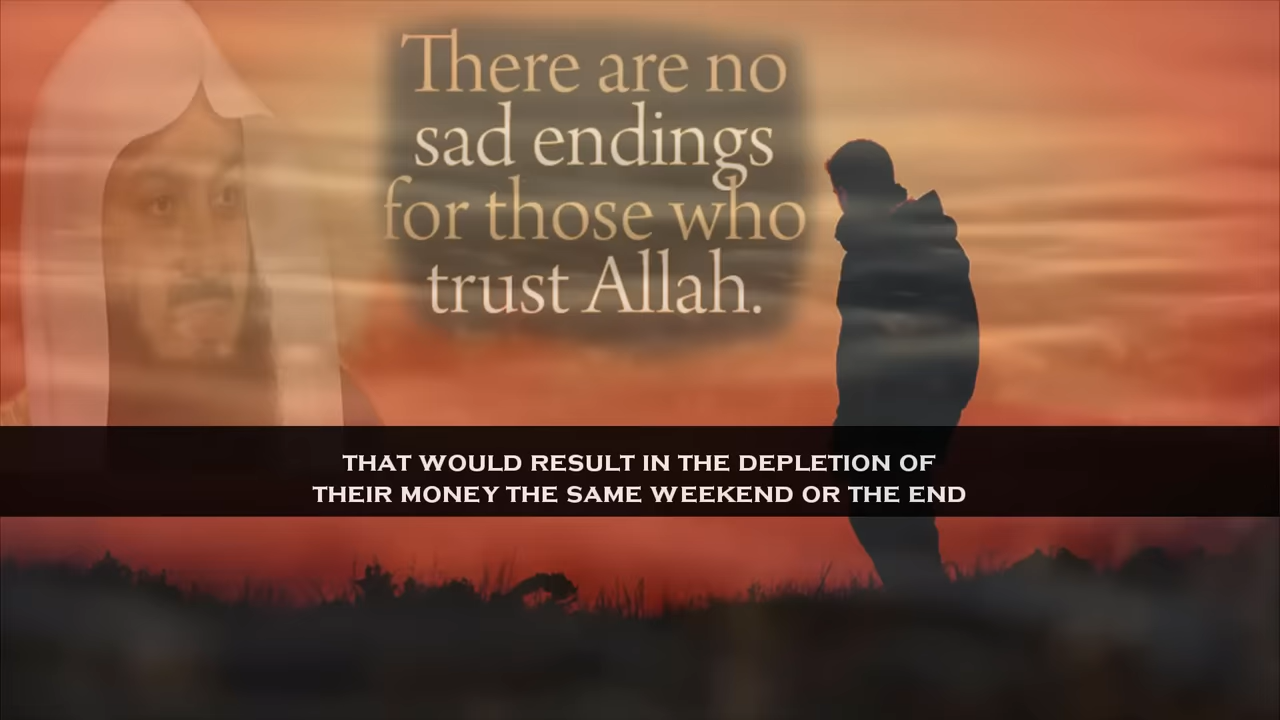 There are no
sad endings
for those who
trust Allah.
THAT WOULD RESULT IN THE DEPLETION OF
THEIR MONEY THE SAME WEEKEND OR THE END